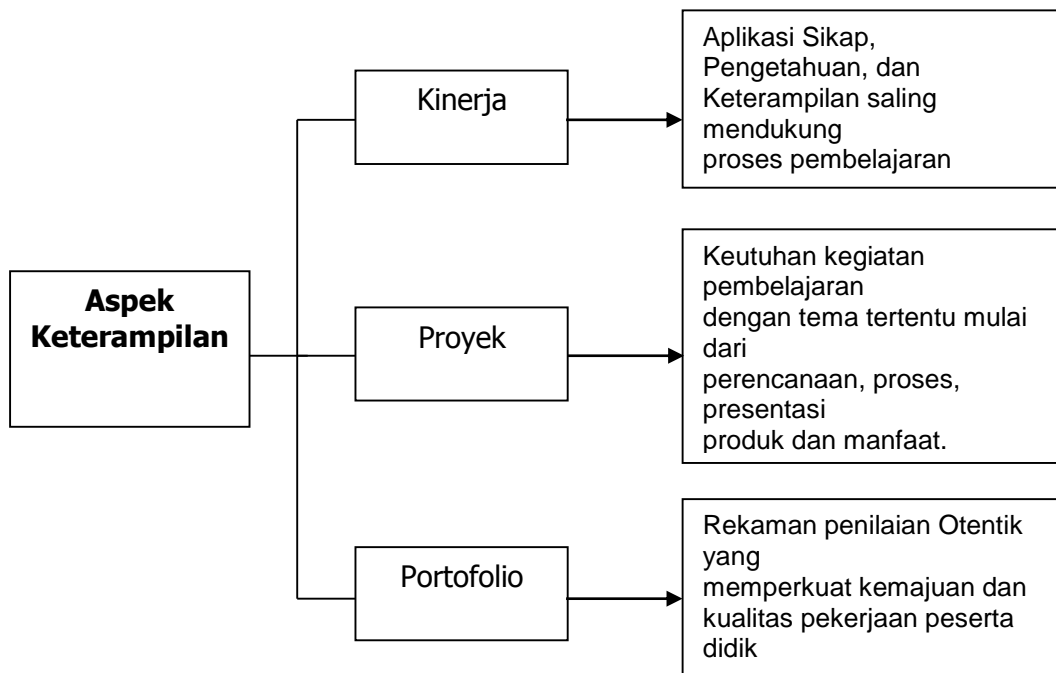 Aspek
Keterampilan
Kinerja
Aplikasi Sikap,
Pengetahuan, dan
Keterampilan saling
mendukung
proses pembelajaran
Proyek
Keutuhan kegiatan
pembelajaran
dengan tema tertentu mulai
dari
perencanaan, proses,
presentasi
produk dan manfaat.
Portofolio
Rekaman penilaian Otentik
yang
memperkuat kemajuan dan
kualitas pekerjaan peserta
didik